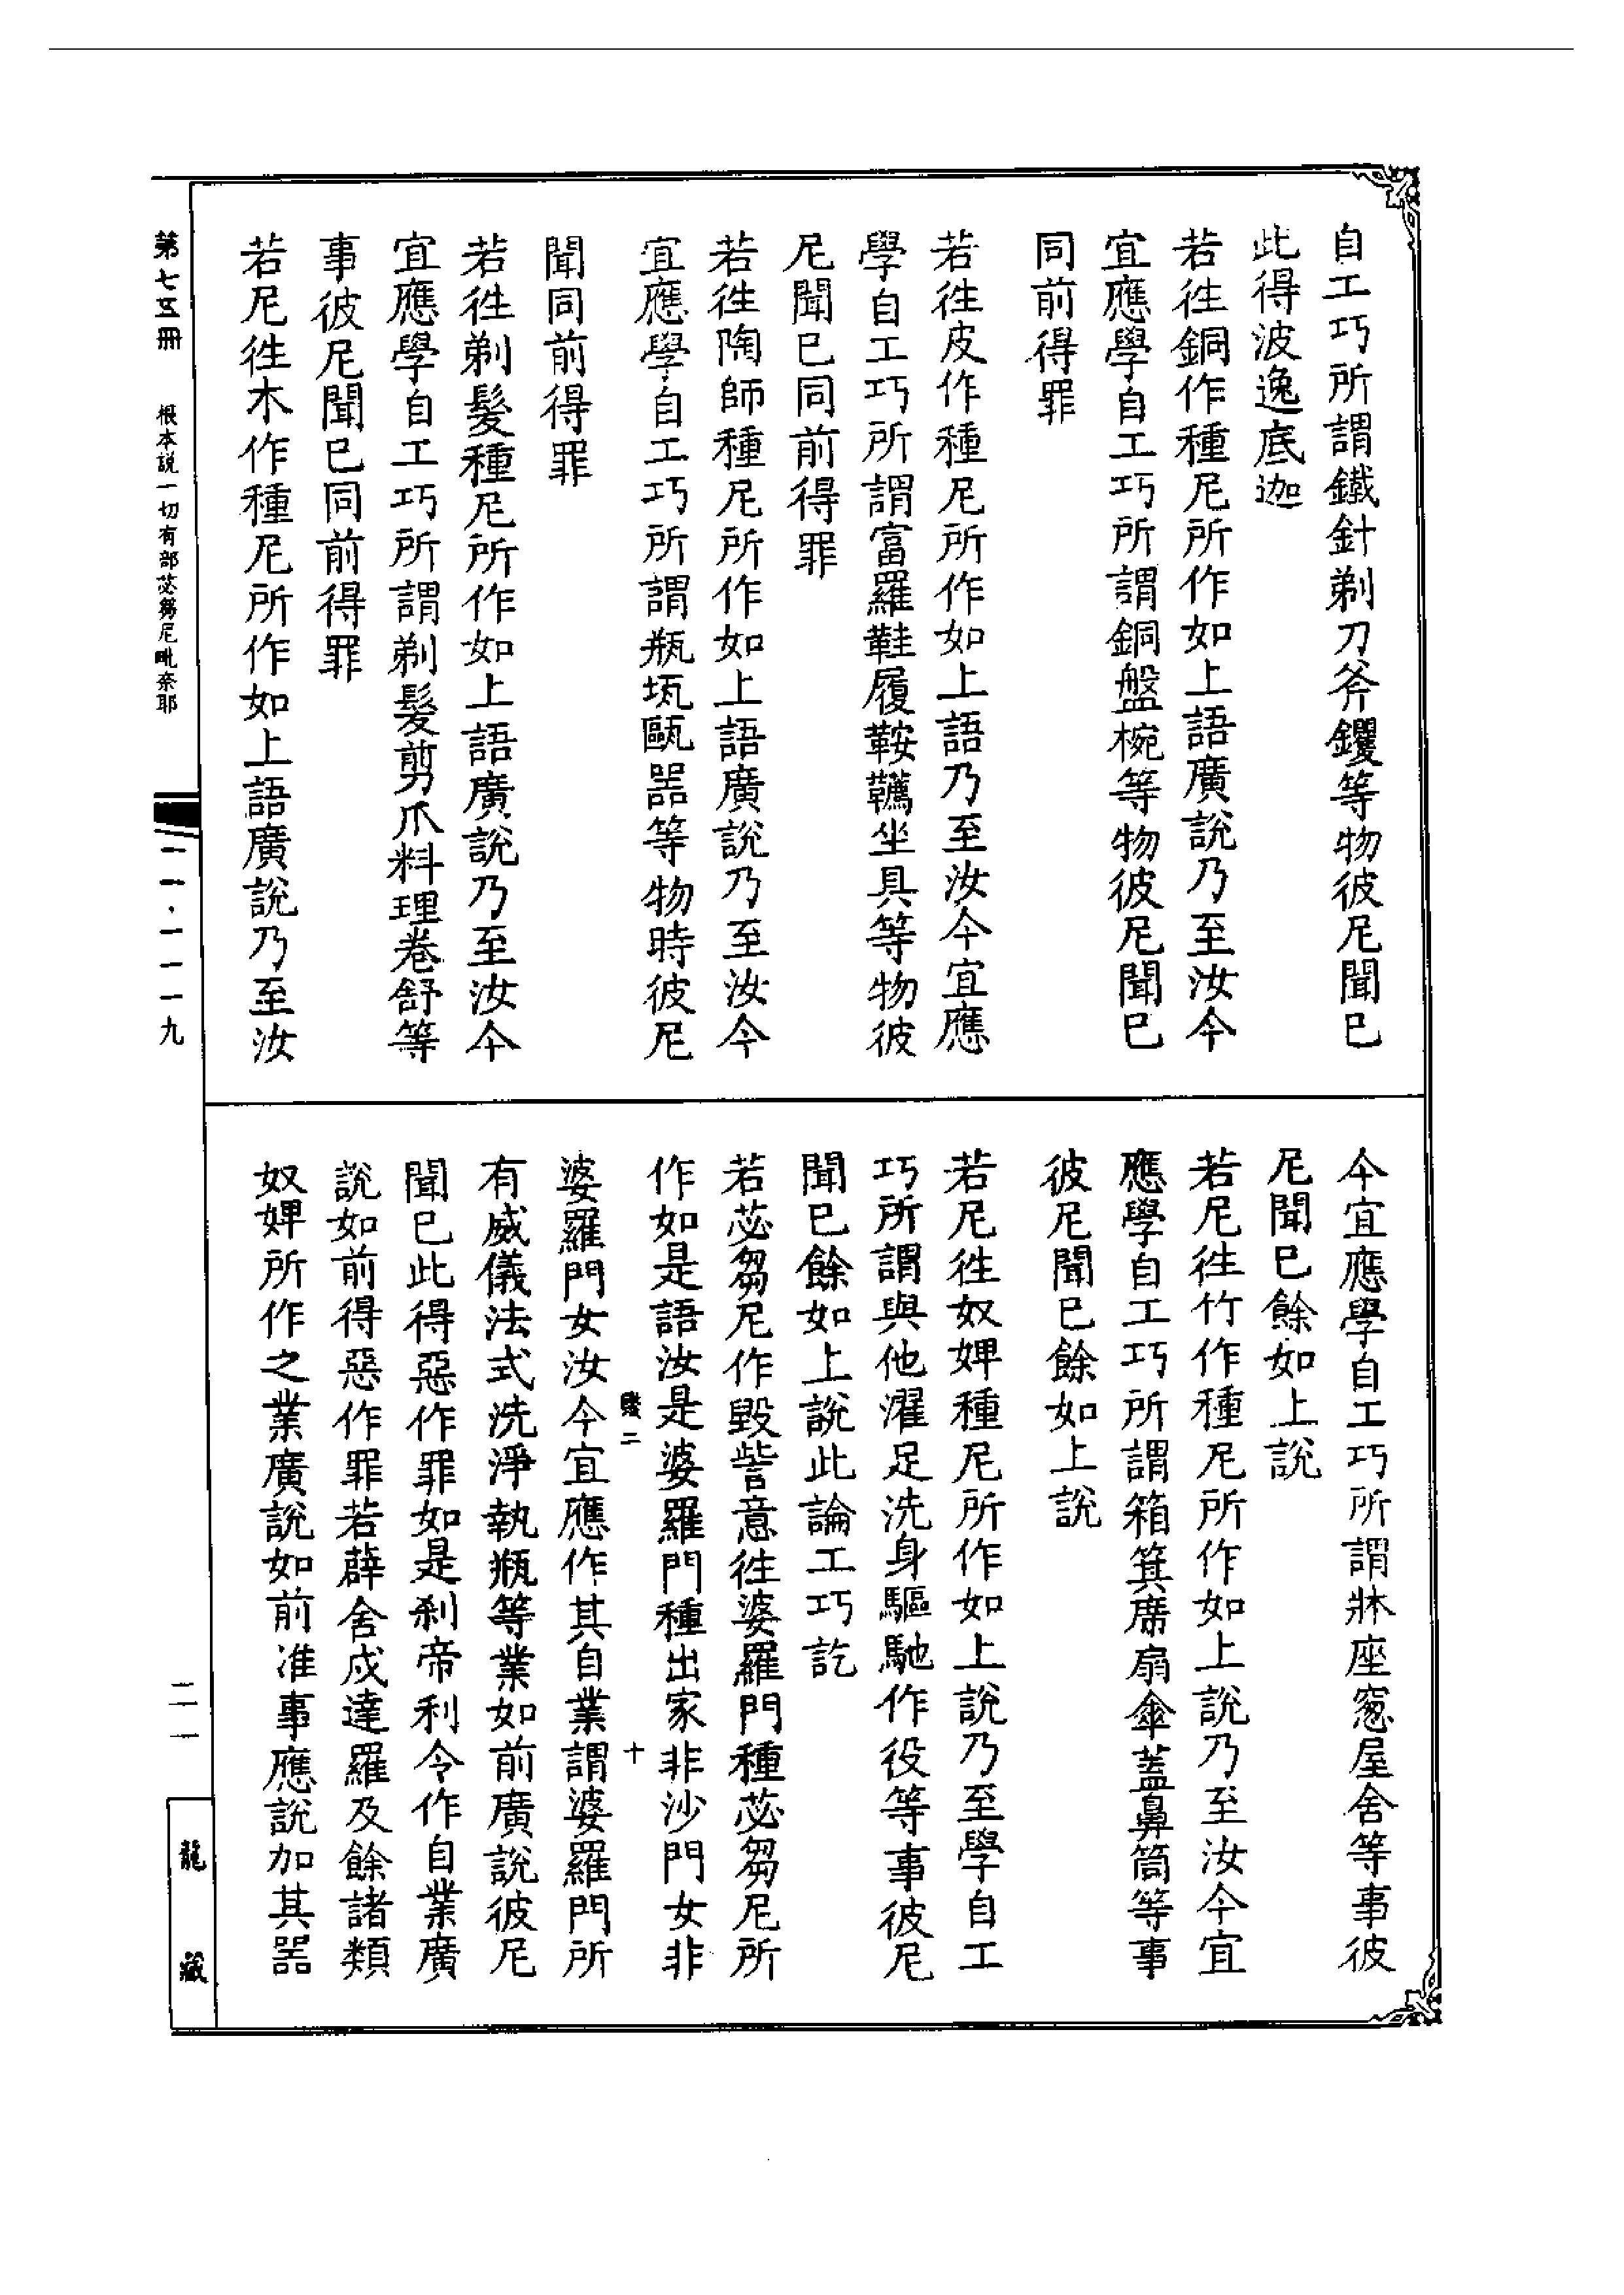 自工巧所謂鐵針剃刀斧钁等物彼尼聞已
此得波逸底迦
若徃銅作種尼所作如上語廣說乃至汝今
宜應學自工巧所謂銅盤椀等物彼尼聞已
同前得罪
若徃皮作種尼所作如上語乃至汝今宜應
學自工巧所謂富羅鞋履鞍韉坐具等物彼
尼聞已同前得罪
若徃陶師種尼所作如上語廣說乃至汝今
宜應學自工巧所謂瓶瓨甌器等物時彼尼
聞同前得罪
若徃剃髮種尼所作如上語廣說乃至汝今
宜應學自工巧所謂剃髮剪爪料理卷舒等
事彼尼聞已同前得罪
若尼徃木作種尼所作如上語廣說乃至汝
今宜應學自工巧所謂牀座窓屋舍等事彼
尼聞已餘如上說
若尼徃竹作種尼所作如上說乃至汝今宜
應學自工巧所謂箱箕席扇傘蓋鼻筒等事
彼尼聞已餘如上說
若尼徃奴婢種尼所作如上說乃至學自工
巧所謂與他濯足洗身驅馳作役等事彼尼
聞已餘如上說此論工巧訖
若苾芻尼作毀訾意徃婆羅門種苾芻尼所
作如是語汝是婆羅門種出家非沙門女非
婆羅門女汝今宜應作其自業謂婆羅門所
有威儀法式洗淨執瓶等業如前廣說彼尼
聞已此得惡作罪如是刹帝利令作自業廣
說如前得惡作罪若薜舍戍達羅及餘諸類
奴婢所作之業廣說如前准事應說加其器
二 十
第七五冊 根本説一切有部苾芻尼毗奈耶
一一·一一一九
二一
龍藏